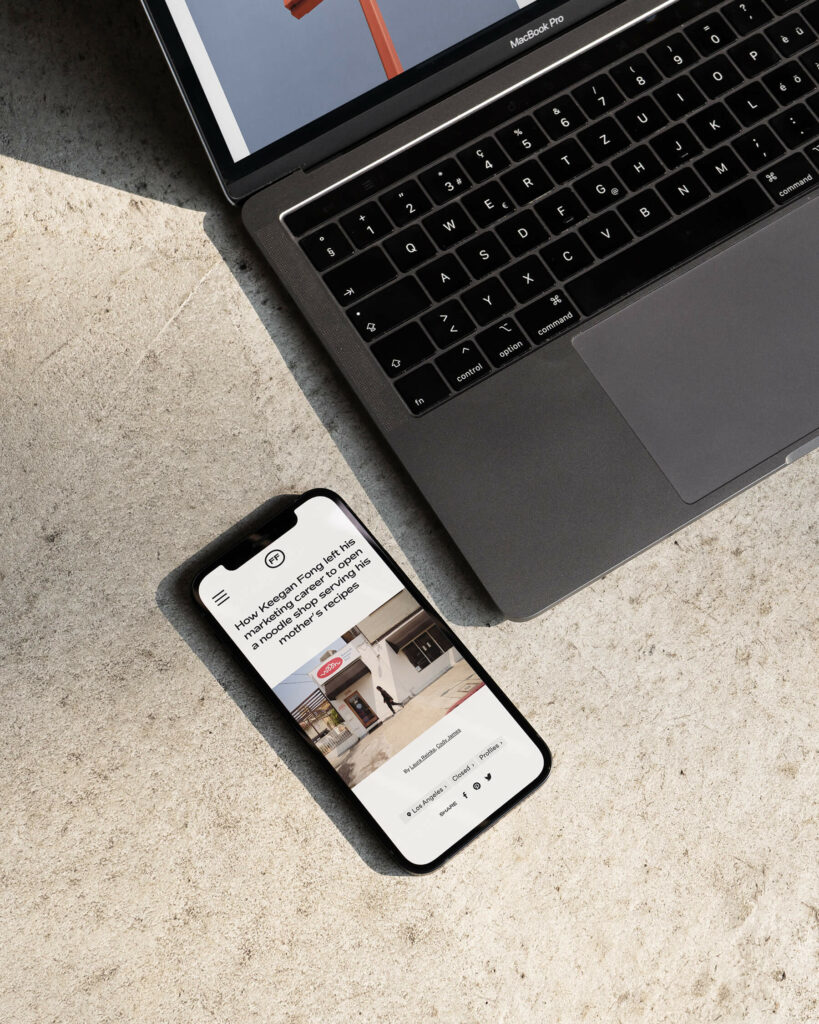 MacBook Pro
° §
+ 1
" 2
* 3 #
ç 4
% 5
& 6
/ 7
( 8
) 9
= 0
?
Q W E € R T Z U I O P è ü
A S D F G @ H J K L é ö
> < Y X C V B N M ; :
fn
^ control
⌥ option
⌘ command
⌘ command
FF
How Keegan Fong left his
marketing career to open
a noodle shop serving his
mother's recipes
WOON
By Laura Reinke, Cody James
Los Angeles › Closed › Profiles ›
SHARE